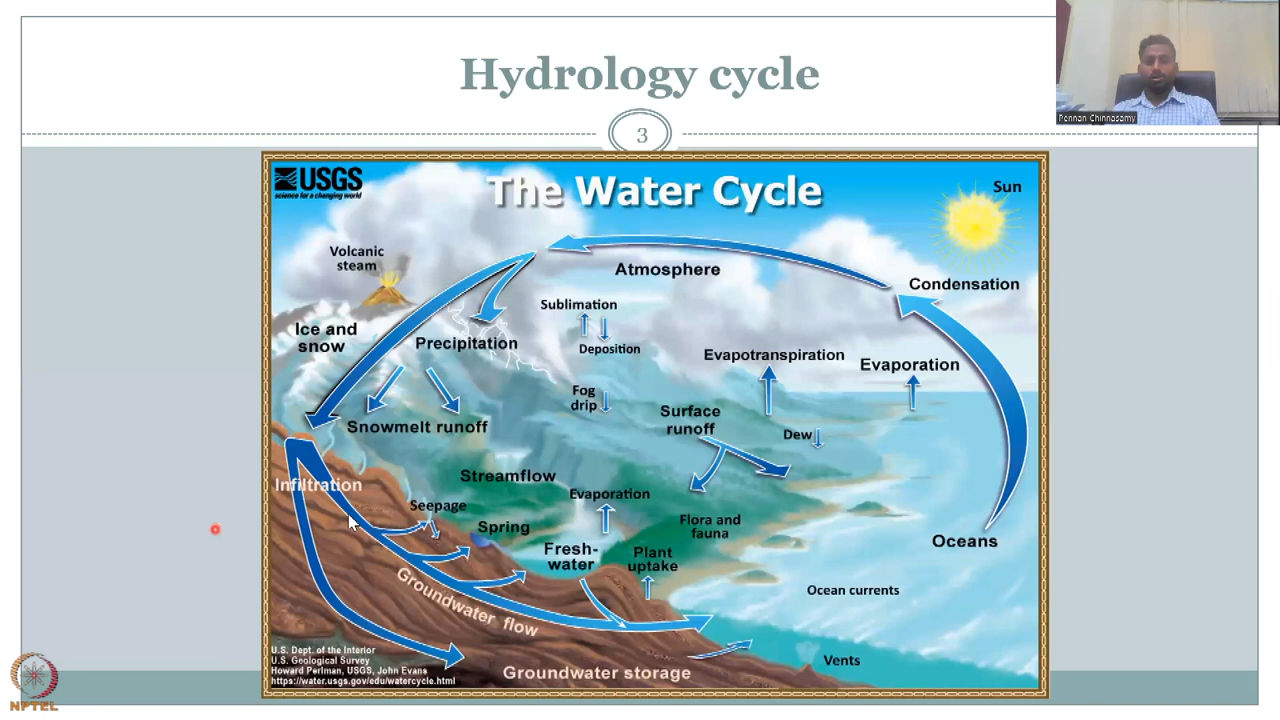 Hydrology cycle
Pennan Chinnasamy
3
USGS
science for a changing world
The Water Cycle
Sun
Volcanic
steam
Atmosphere
Condensation
Sublimation
Ice and
snow
Precipitation
Deposition
Evapotranspiration
Evaporation
Fog
drip
Surface
runoff
Snowmelt runoff
Dew
Streamflow
Infiltration
Evaporation
Seepage
Spring
Flora and
fauna
Oceans
Fresh-
water
Plant
uptake
Groundwater flow
Ocean currents
U.S. Dept. of the Interior
U.S. Geological Survey
Howard Perlman, USGS, John Evans
https://water.usgs.gov/edu/watercycle.html
Groundwater storage
Vents
NPTEL